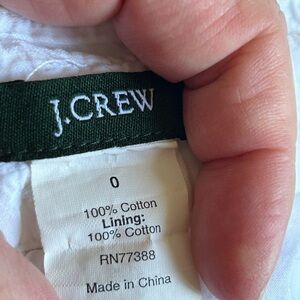 J.CREW
0
100% Cotton
Lining:
100% Cotton
RN77388
Made in China